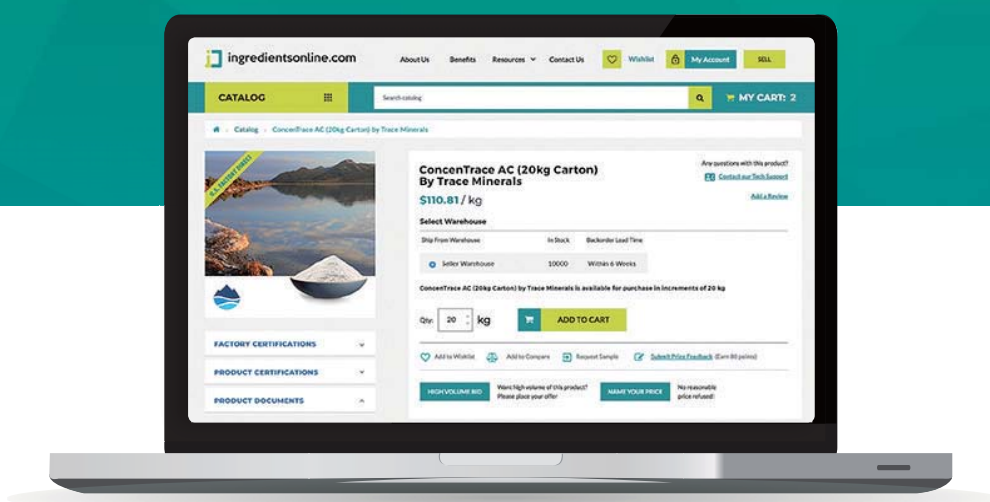 ingredientsonline.com
About Us Benefits Resources Contact Us Wishlist My Account SELL
CATALOG Search catalog MY CART: 2
Catalog ConcenTrace AC (20kg Carton) by Trace Minerals
U.S. FACTORY DIRECT
ConcenTrace AC (20kg Carton)
By Trace Minerals
$110.81 / kg
Any questions with this product?
Contact our Tech Support
Add a Review
Select Warehouse
Ship From Warehouse In Stock Backorder Lead Time
Seller Warehouse 10000 Within 6 Weeks
ConcenTrace AC (20kg Carton) by Trace Minerals is available for purchase in increments of 20 kg
Qty: 20 kg ADD TO CART
Add to Wishlist Add to Compare Request Sample Submit Price Feedback (Earn 80 points)
HIGH VOLUME BID Want high volume of this product?
Please place your offer
NAME YOUR PRICE No reasonable
price refused!
FACTORY CERTIFICATIONS
PRODUCT CERTIFICATIONS
PRODUCT DOCUMENTS